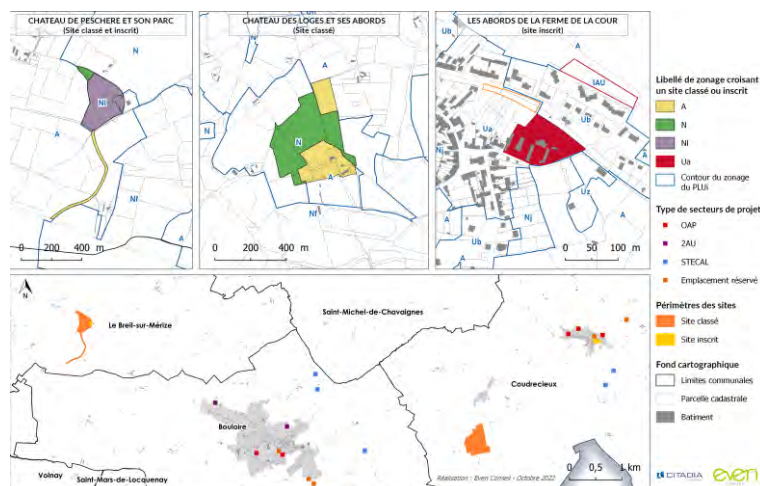 CHATEAU DE PESCHERE ET SON PARC
(Site classé et inscrit)
CHATEAU DES LOGES ET SES ABORDS
(Site classé)
LES ABORDS DE LA FERME DE LA COUR
(site inscrit)
N
Nl
A
Nf
A
0 200 400 m
N
A
N
N
A
Nf
0 200 400 m
Ub
A
1AU
Ub
Ua
Nj
Uz
A
Nj
Ub
A
0 50 100 m
Libellé de zonage croisant
un site classé ou inscrit
A
N
Nl
Ua
Contour du zonage
du PLUi
Type de secteurs de projet
OAP
2AU
STECAL
Emplacement réservé
Périmètres des sites
Site classé
Site inscrit
Fond cartographique
Limites communales
Parcelle cadastrale
Batiment
N
Le Breil-sur-Mérize
Saint-Michel-de-Chavaignes
Coudrecieux
Bouloire
Volnay
Saint-Mars-de-Locquenay
Réalisation : Even Conseil - Octobre 2022
0 0,5 1 km
CITADIA
even